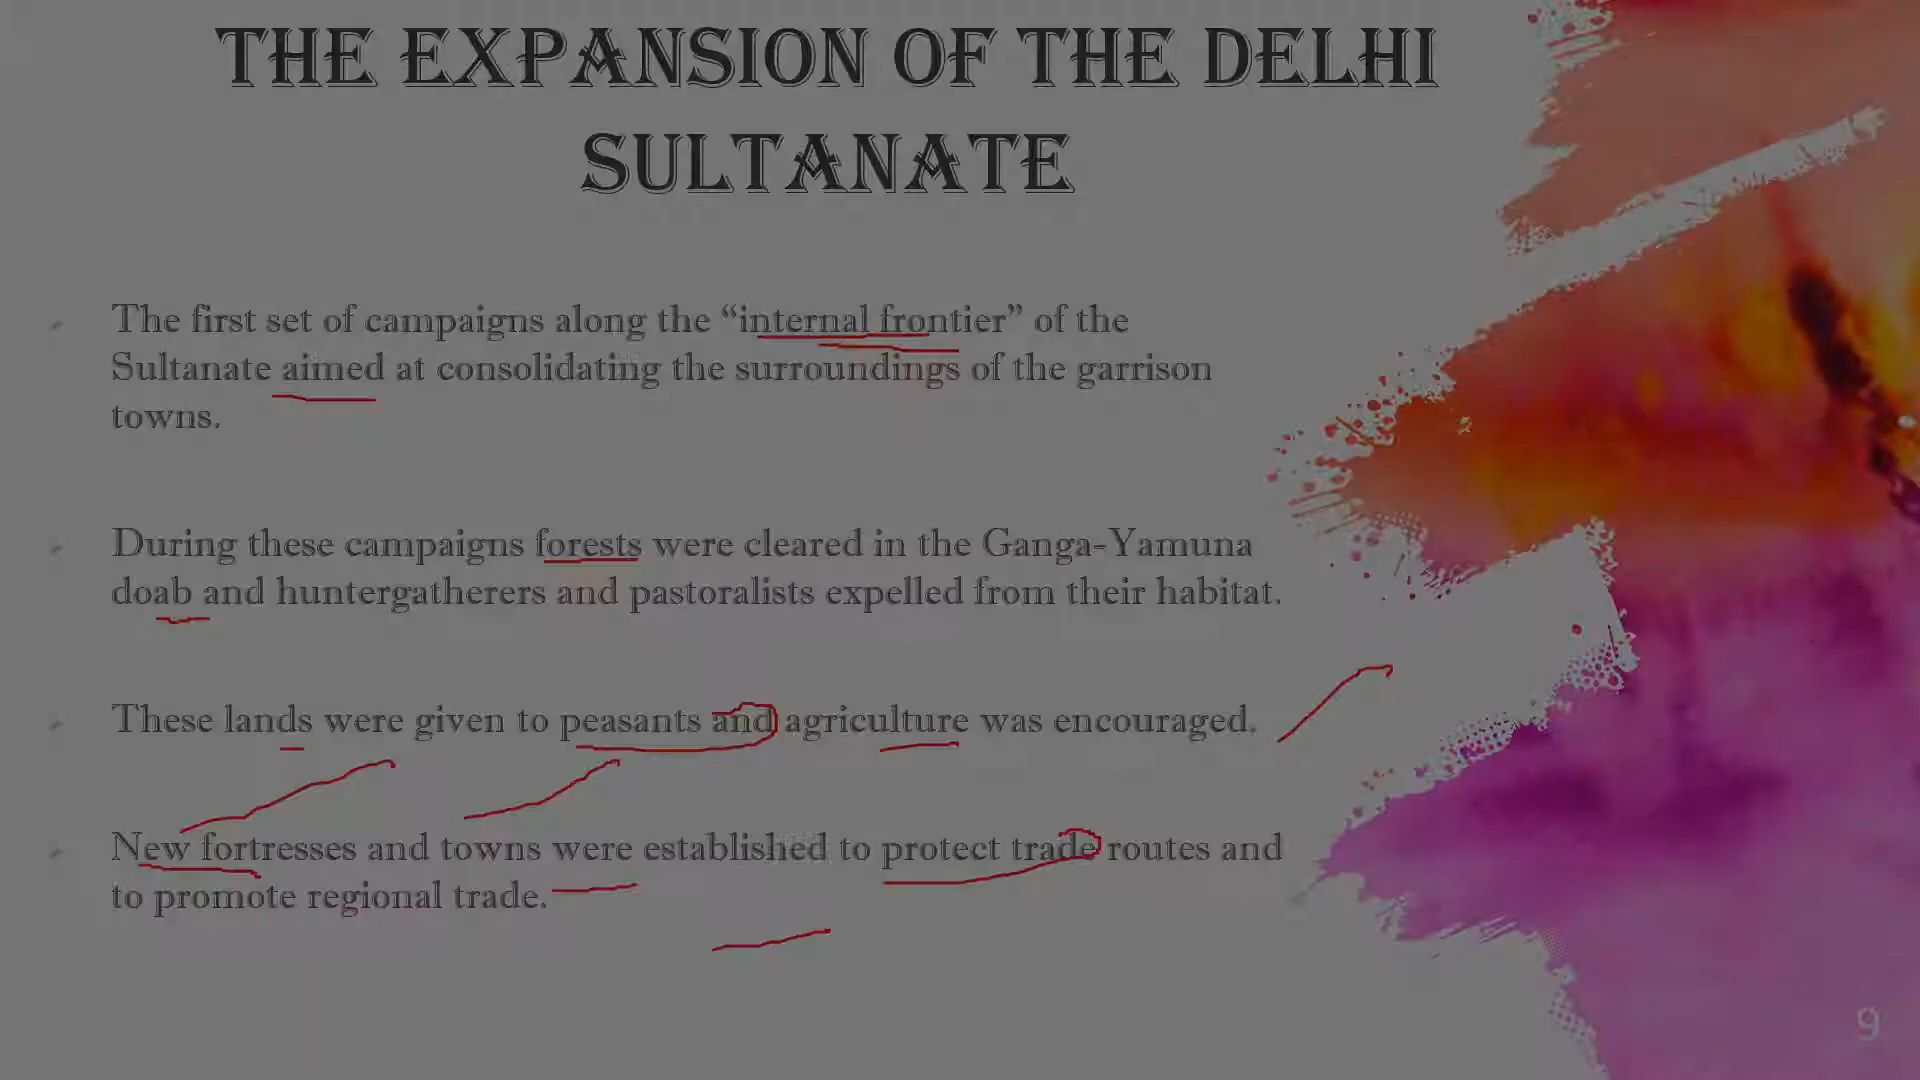 THE EXPANSION OF THE DELHI
SULTANATE
The first set of campaigns along the “internal frontier” of the
Sultanate aimed at consolidating the surroundings of the garrison
towns.
During these campaigns forests were cleared in the Ganga-Yamuna
doab and huntergatherers and pastoralists expelled from their habitat.
These lands were given to peasants and agriculture was encouraged.
New fortresses and towns were established to protect trade routes and
to promote regional trade.
9